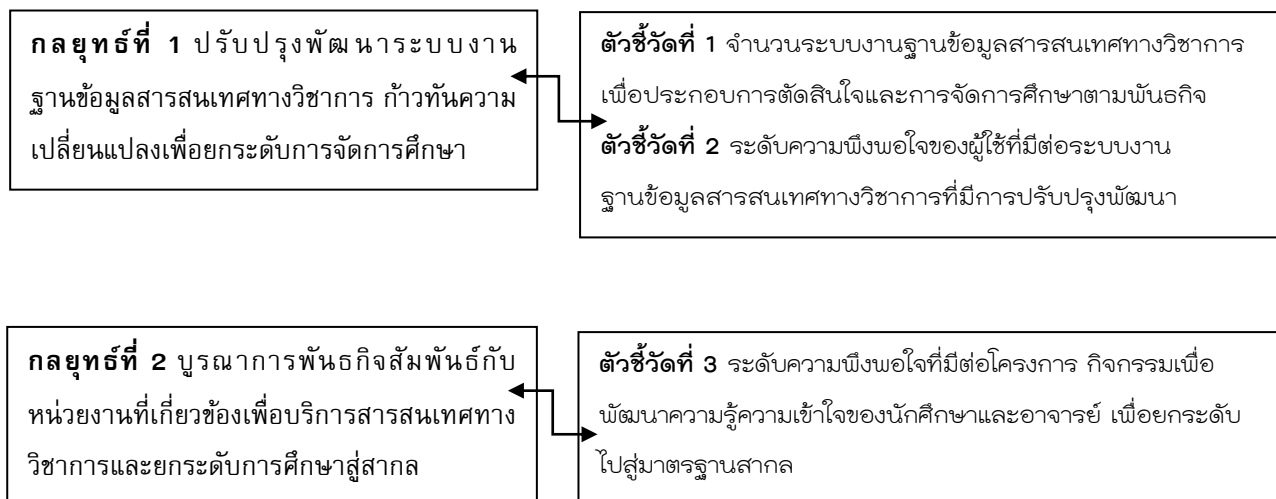 กลยุทธ์ที่ 1 ปรับปรุงพัฒนาระบบงาน
ฐานข้อมูลสารสนเทศทางวิชาการ ก้าวทันความ
เปลี่ยนแปลงเพื่อยกระดับการจัดการศึกษา
ตัวชี้วัดที่ 1 จำนวนระบบงานฐานข้อมูลสารสนเทศทางวิชาการ
เพื่อประกอบการตัดสินใจและการจัดการศึกษาตามพันธกิจ
ตัวชี้วัดที่ 2 ระดับความพึงพอใจของผู้ใช้ที่มีต่อระบบงาน
ฐานข้อมูลสารสนเทศทางวิชาการที่มีการปรับปรุงพัฒนา
กลยุทธ์ที่ 2 บูรณาการพันธกิจสัมพันธ์กับ
หน่วยงานที่เกี่ยวข้องเพื่อบริการสารสนเทศทาง
วิชาการและยกระดับการศึกษาสู่สากล
ตัวชี้วัดที่ 3 ระดับความพึงพอใจที่มีต่อโครงการ กิจกรรมเพื่อ
พัฒนาความรู้ความเข้าใจของนักศึกษาและอาจารย์ เพื่อยกระดับ
ไปสู่มาตรฐานสากล